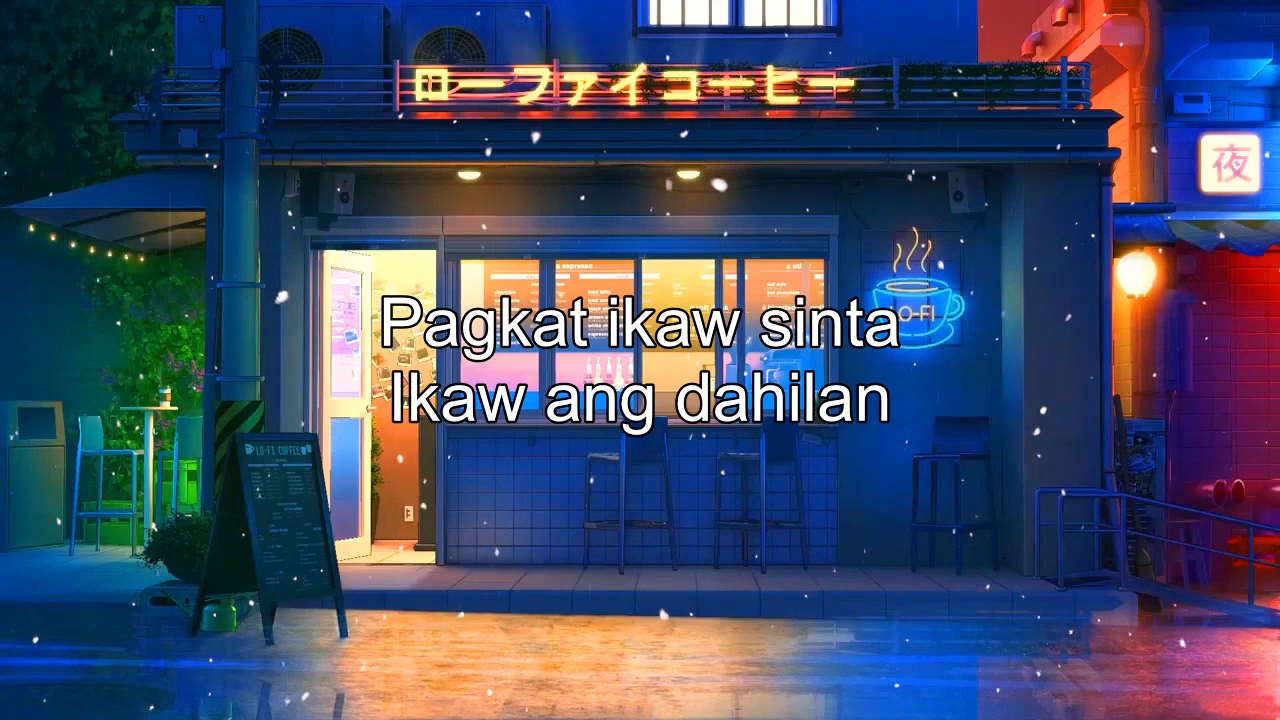 ローファイコーヒー
夜
espresso
LO-FI
Pagkat ikaw sinta
Ikaw ang dahilan
LO-FI COFFEE